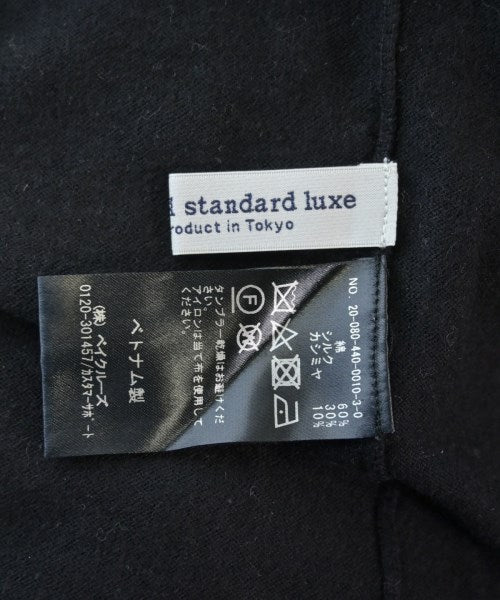 standard luxe
roduct in Tokyo
NO. 20-080-440-0010-3-0
綿 60%
シルク 30%
カシミヤ 10%
F
タンブラー乾燥はお避けくだ
さい。
アイロンは当て布を使用して
ください。
ベトナム製
(株)ベイクルーズ
0120-301457/カスタマーサポート